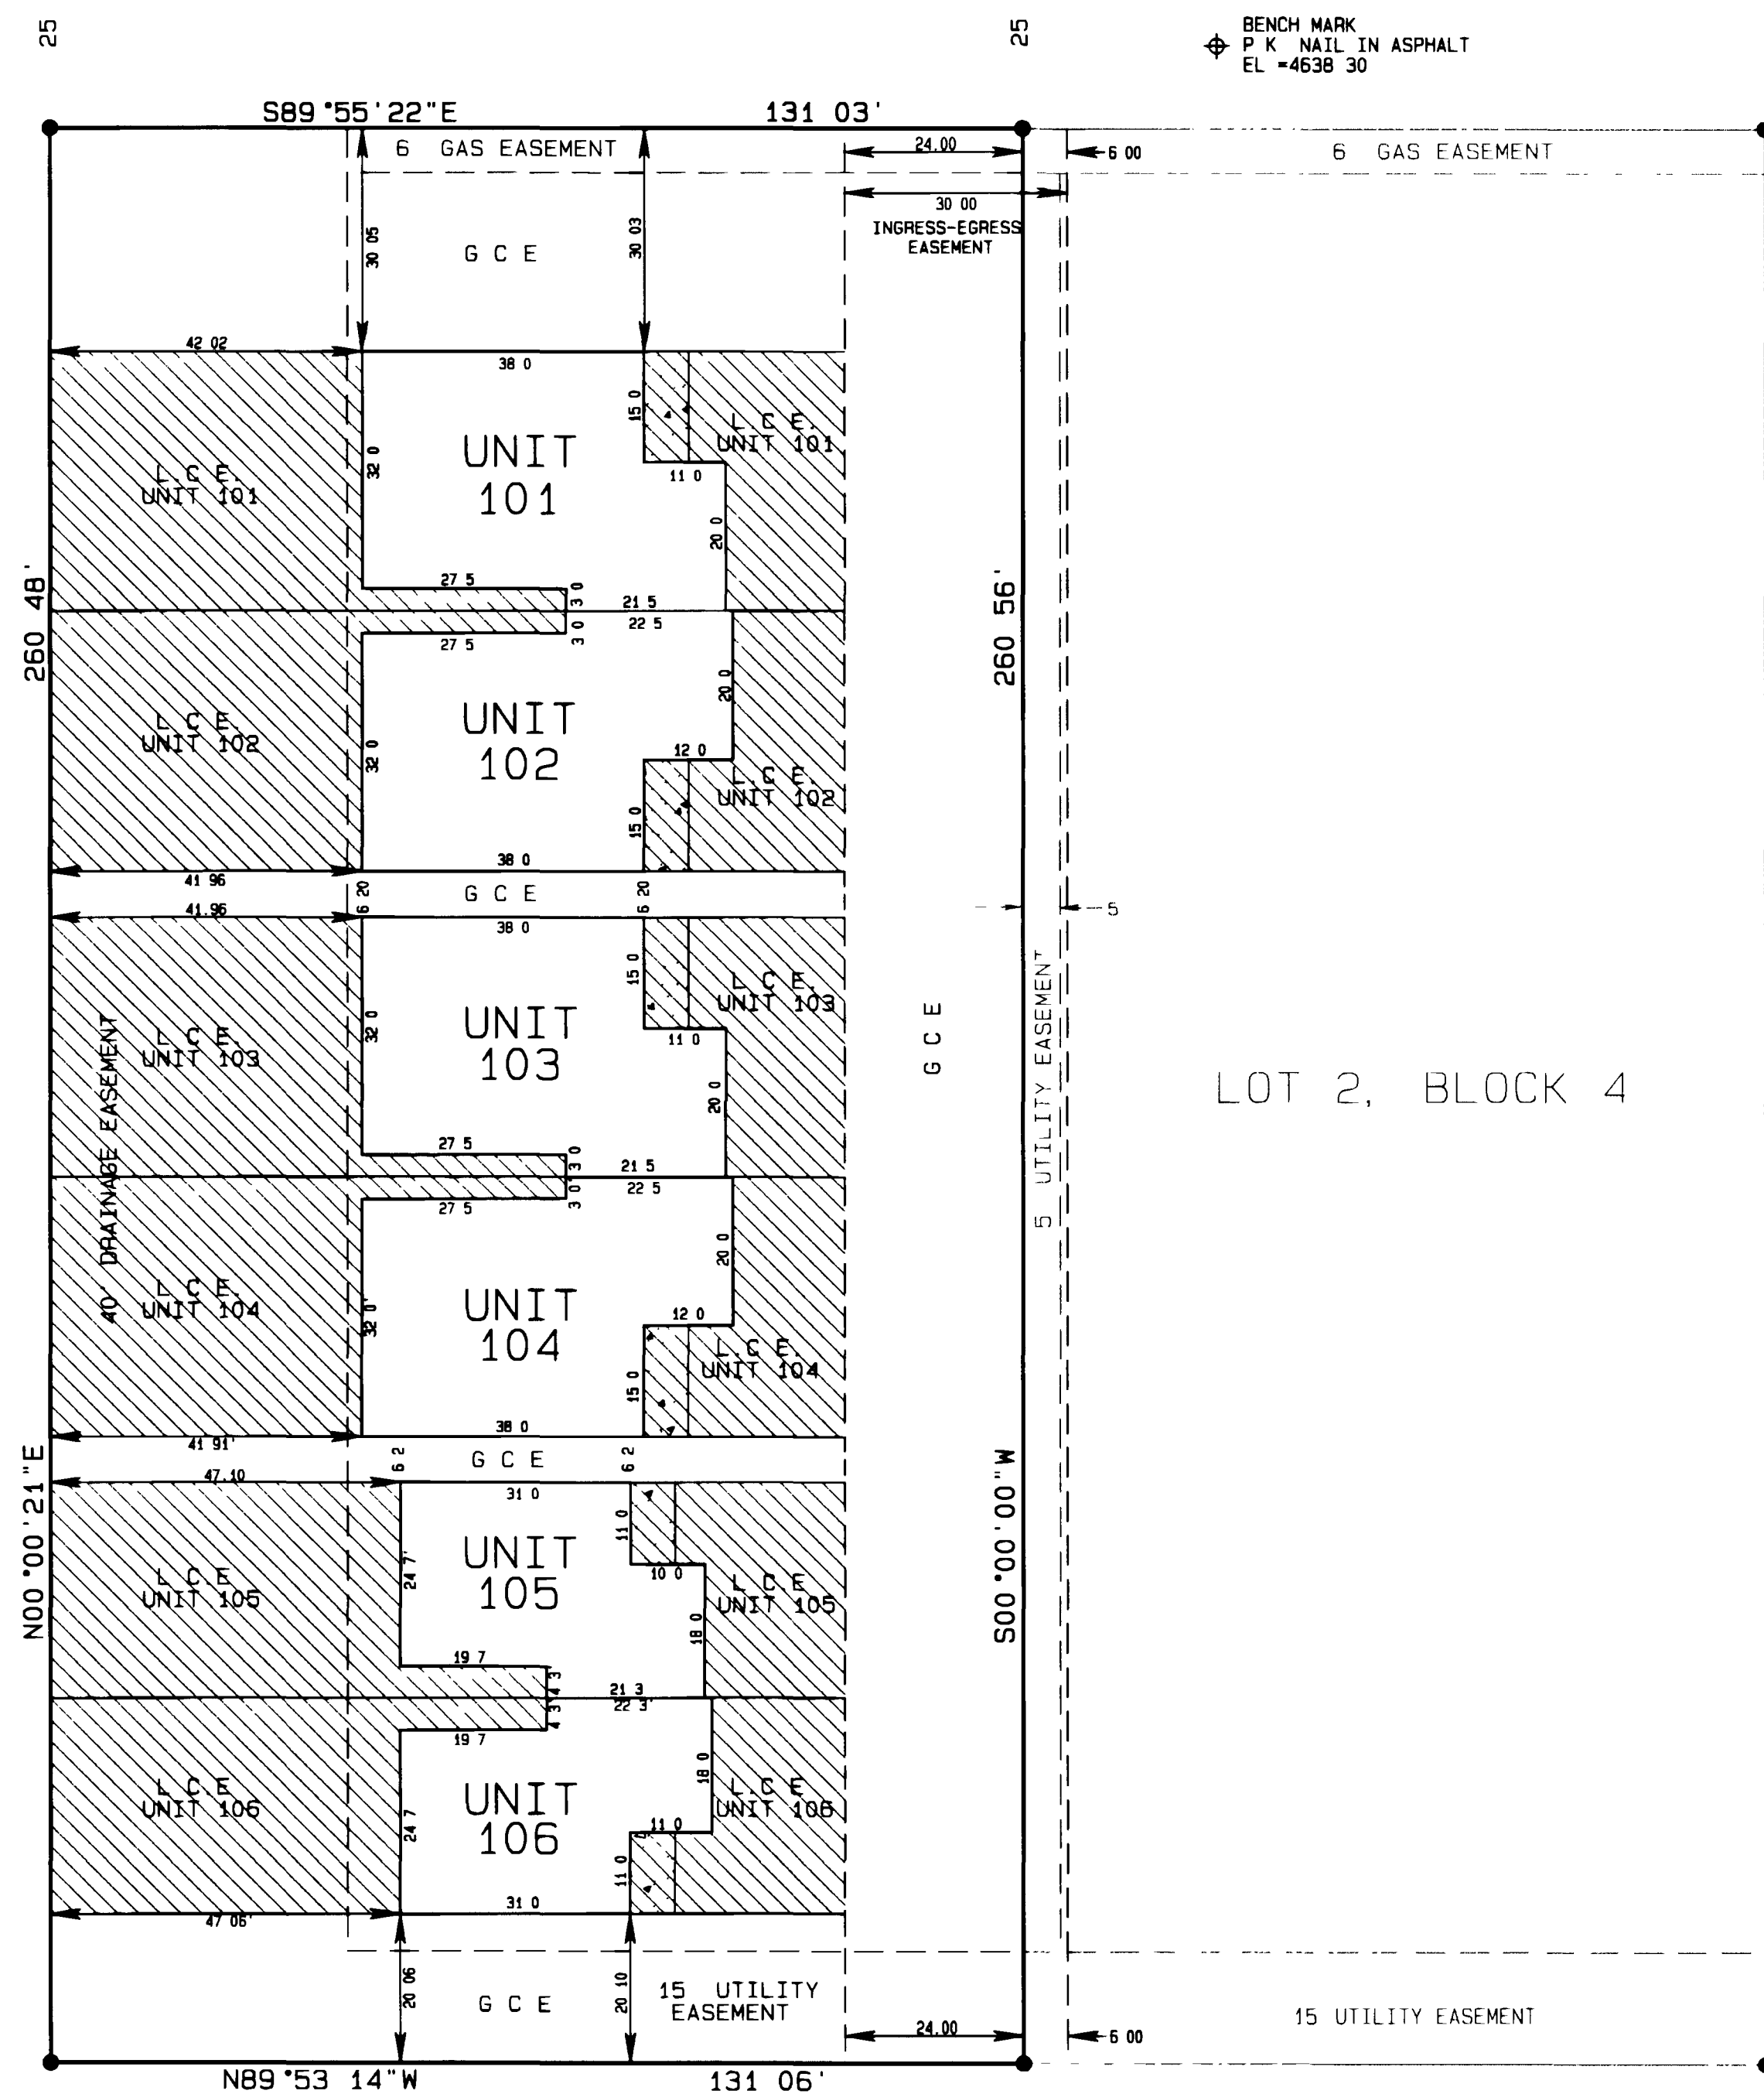 25
25
BENCH MARK
P K NAIL IN ASPHALT
EL =4638 30
S89°55'22"E
131 03'
6 GAS EASEMENT
24.00
6 00
6 GAS EASEMENT
30 00
INGRESS-EGRESS
EASEMENT
30 05
G C E
30 03
42 02
38 0
15 0
L C E.
UNIT 101
UNIT
101
32 0
11 0
L C E.
UNIT 101
20 0
27 5
3 0
21 5
260 48'
260 56'
3 0
22 5
27 5
20 0
L C E.
UNIT 102
UNIT
102
32 0
12 0
L C E.
UNIT 102
15 0
38 0
41 96
6 20
G C E
6 20
41.96
38 0
5
15 0
L C E.
UNIT 103
UNIT
103
32 0
11 0
L C E.
UNIT 103
G C E
5 UTILITY EASEMENT
LOT 2, BLOCK 4
40' DRAINAGE EASEMENT
20 0
27 5
3 0
21 5
3 0'
22 5
27 5
20 0
L C E.
UNIT 104
UNIT
104
32 0'
12 0
L C E.
UNIT 104
15 0
38 0
41 91'
6 2
G C E
6 2
47.10
31 0
N00°00'21"E
S00°00'00"W
11 0
UNIT
105
24 7'
10 0
L C E
UNIT 105
L C E
UNIT 105
18 0
19 7
4 3'
21 3
4 3'
22 3'
19 7
18 0
L C E
UNIT 106
UNIT
106
24 7
11 0
L C E
UNIT 106
11 0
31 0
47 06'
20 06
G C E
20 10
15 UTILITY
EASEMENT
24.00
6 00
15 UTILITY EASEMENT
N89°53 14"W
131 06'